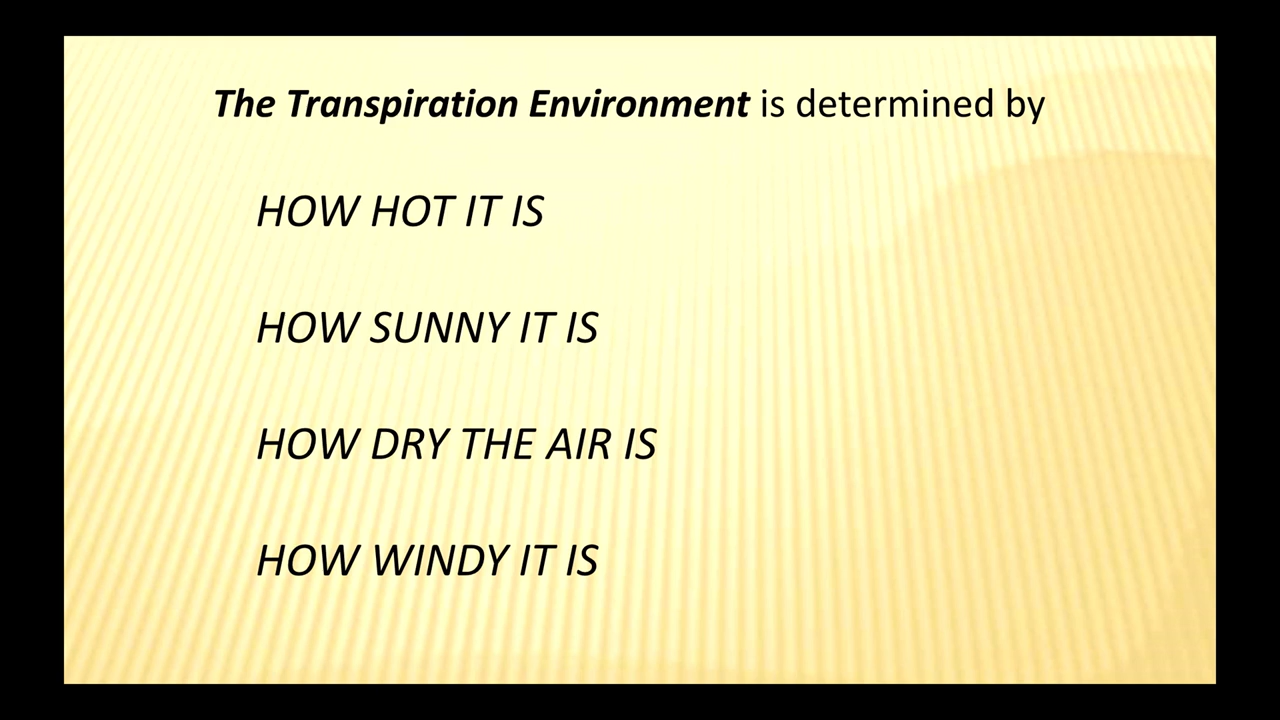 The Transpiration Environment is determined by
HOW HOT IT IS
HOW SUNNY IT IS
HOW DRY THE AIR IS
HOW WINDY IT IS